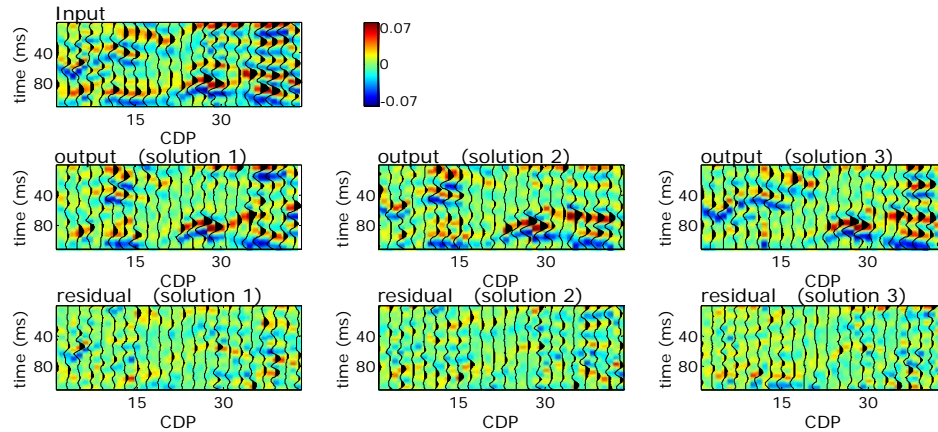 Input
time (ms)
40
80
15
30
CDP
0.07
0
-0.07
output (solution 1)
time (ms)
40
80
15
30
CDP
output (solution 2)
time (ms)
40
80
15
30
CDP
output (solution 3)
time (ms)
40
80
15
30
CDP
residual (solution 1)
time (ms)
40
80
15
30
CDP
residual (solution 2)
time (ms)
40
80
15
30
CDP
residual (solution 3)
time (ms)
40
80
15
30
CDP